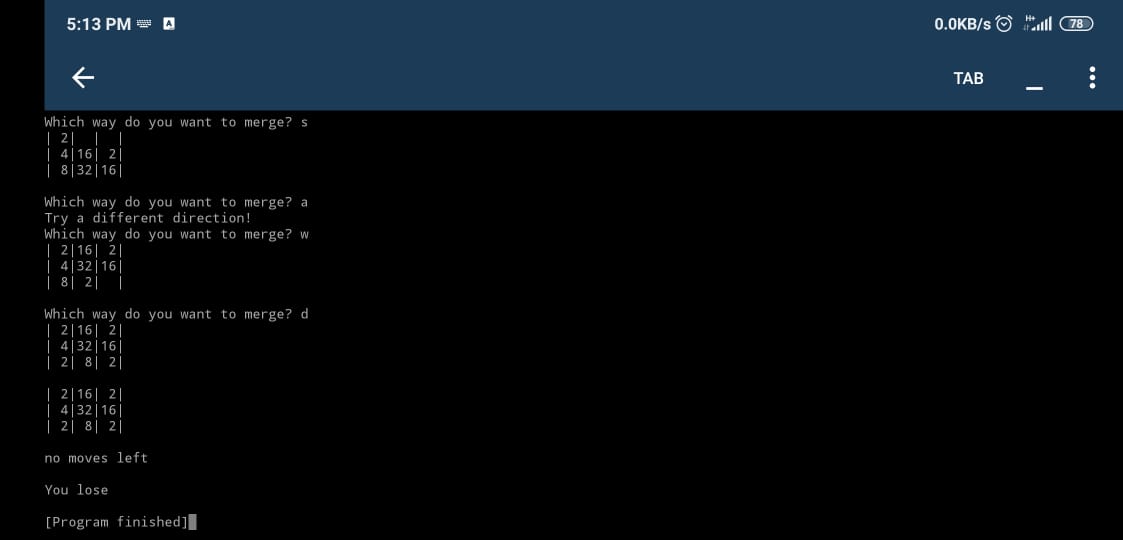 5:13 PM A 0.0KB/s H+ 78
TAB
Which way do you want to merge? s
| 2|  |  |
| 4|16| 2|
| 8|32|16|
Which way do you want to merge? a
Try a different direction!
Which way do you want to merge? w
| 2|16| 2|
| 4|32|16|
| 8| 2|  |
Which way do you want to merge? d
| 2|16| 2|
| 4|32|16|
| 2| 8| 2|
| 2|16| 2|
| 4|32|16|
| 2| 8| 2|
no moves left
You lose
[Program finished]